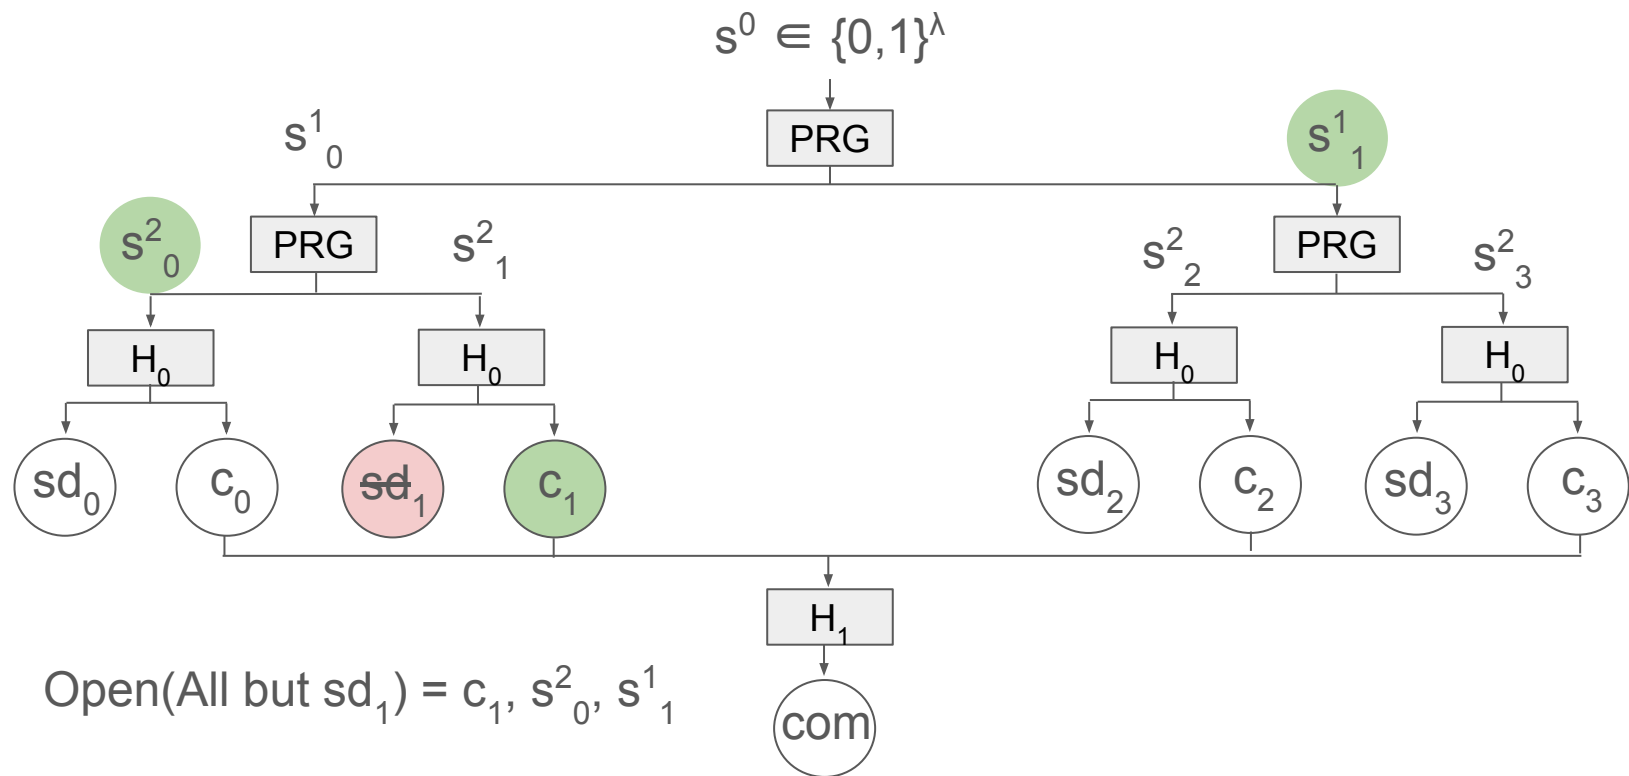 s⁰ ∈ {0,1}^λ
PRG
s¹₀
s¹₁
PRG
PRG
s²₀
s²₁
s²₂
s²₃
H₀
H₀
H₀
H₀
sd₀
c₀
sd₁
c₁
sd₂
c₂
sd₃
c₃
H₁
Open(All but sd₁) = c₁, s²₀, s¹₁
com